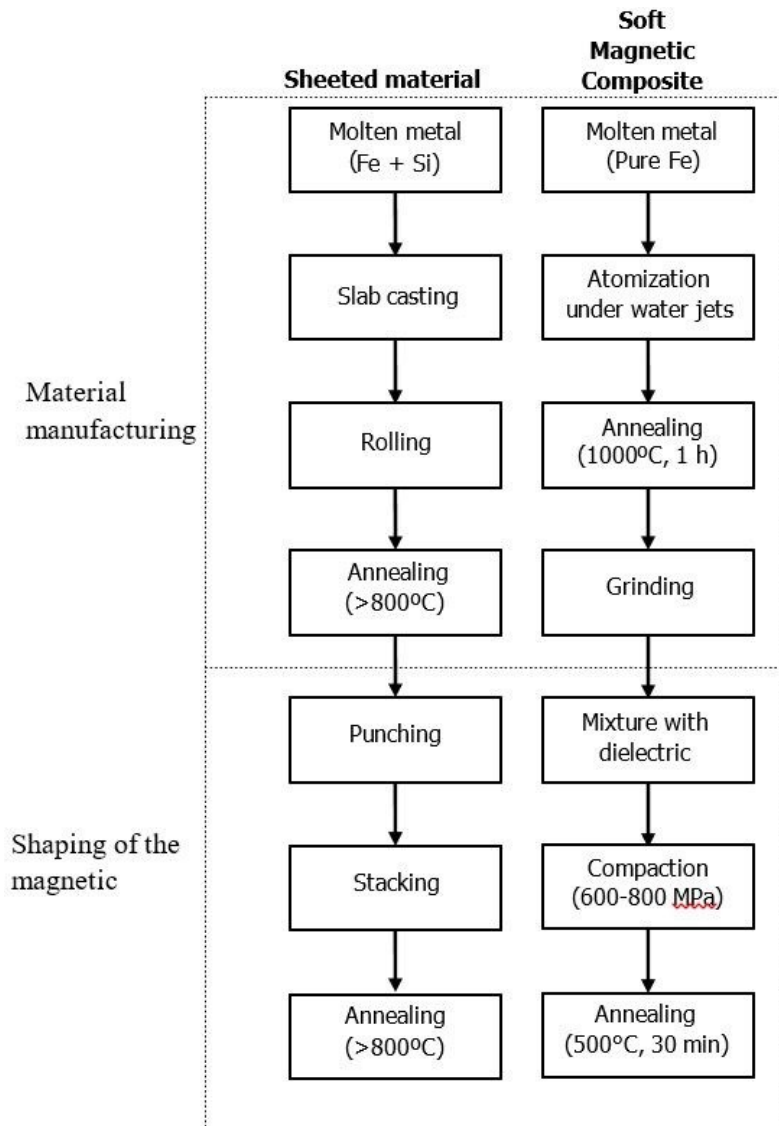 Sheeted material
Soft
Magnetic
Composite
Material
manufacturing
Molten metal
(Fe + Si)
Molten metal
(Pure Fe)
Slab casting
Atomization
under water jets
Rolling
Annealing
(1000ºC, 1 h)
Annealing
(>800ºC)
Grinding
Shaping of the
magnetic
Punching
Mixture with
dielectric
Stacking
Compaction
(600-800 MPa)
Annealing
(>800ºC)
Annealing
(500°C, 30 min)